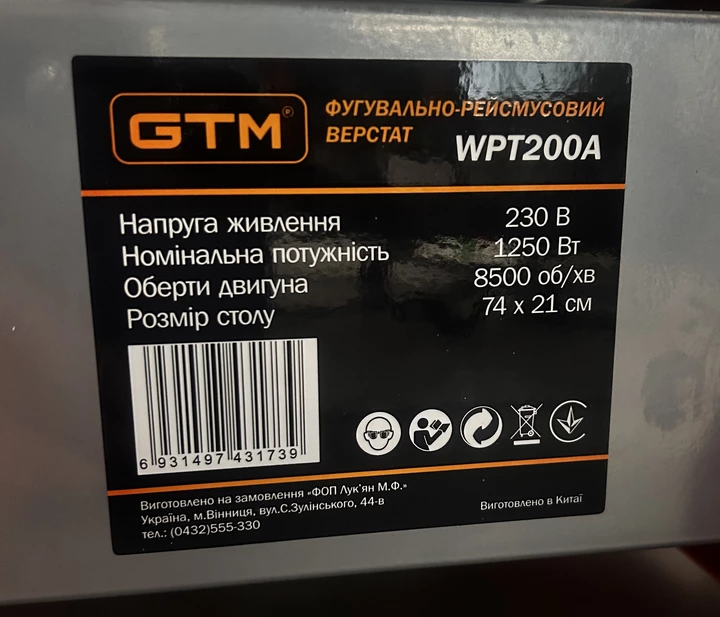 GTM
ФУГУВАЛЬНО-РЕЙСМУСОВИЙ
ВЕРСТАТ
WPT200A
Напруга живлення 230 В
Номінальна потужність 1250 Вт
Оберти двигуна 8500 об/хв
Розмір столу 74 x 21 см
6 931497 431739
Виготовлено на замовлення «ФОП Лук'ян М.Ф.»
Україна, м.Вінниця, вул.С.Зулінського, 44-в
тел.: (0432)555-330
Виготовлено в Китаї